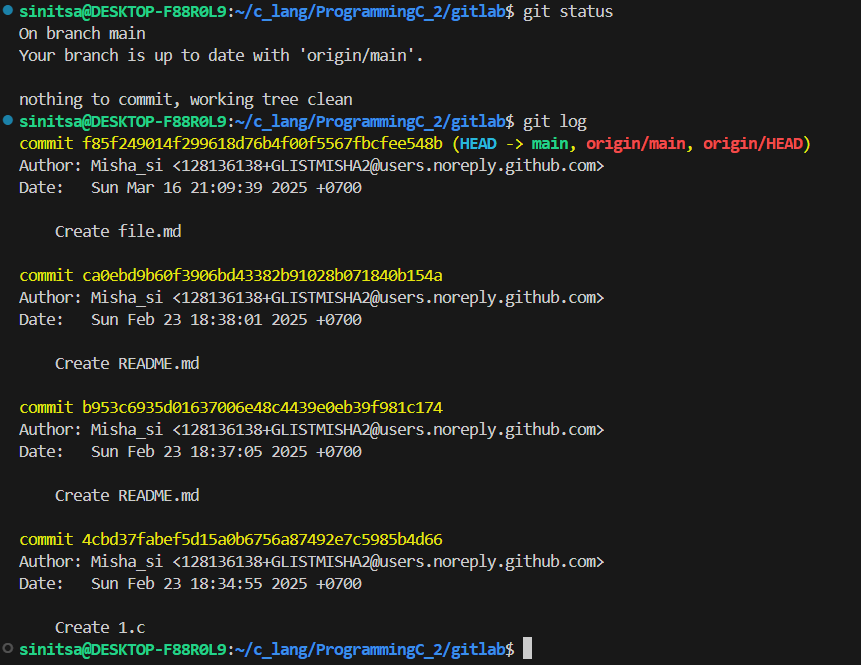 sinitsa@DESKTOP-F88R0L9:~/c_lang/ProgrammingC_2/gitlab$ git status
On branch main
Your branch is up to date with 'origin/main'.

nothing to commit, working tree clean
sinitsa@DESKTOP-F88R0L9:~/c_lang/ProgrammingC_2/gitlab$ git log
commit f85f249014f299618d76b4f00f5567fbcfee548b (HEAD -> main, origin/main, origin/HEAD)
Author: Misha_si <128136138+GLISTMISHA2@users.noreply.github.com>
Date:   Sun Mar 16 21:09:39 2025 +0700

    Create file.md

commit ca0ebd9b60f3906bd43382b91028b071840b154a
Author: Misha_si <128136138+GLISTMISHA2@users.noreply.github.com>
Date:   Sun Feb 23 18:38:01 2025 +0700

    Create README.md

commit b953c6935d01637006e48c4439e0eb39f981c174
Author: Misha_si <128136138+GLISTMISHA2@users.noreply.github.com>
Date:   Sun Feb 23 18:37:05 2025 +0700

    Create README.md

commit 4cbd37fabef5d15a0b6756a87492e7c5985b4d66
Author: Misha_si <128136138+GLISTMISHA2@users.noreply.github.com>
Date:   Sun Feb 23 18:34:55 2025 +0700

    Create 1.c
sinitsa@DESKTOP-F88R0L9:~/c_lang/ProgrammingC_2/gitlab$